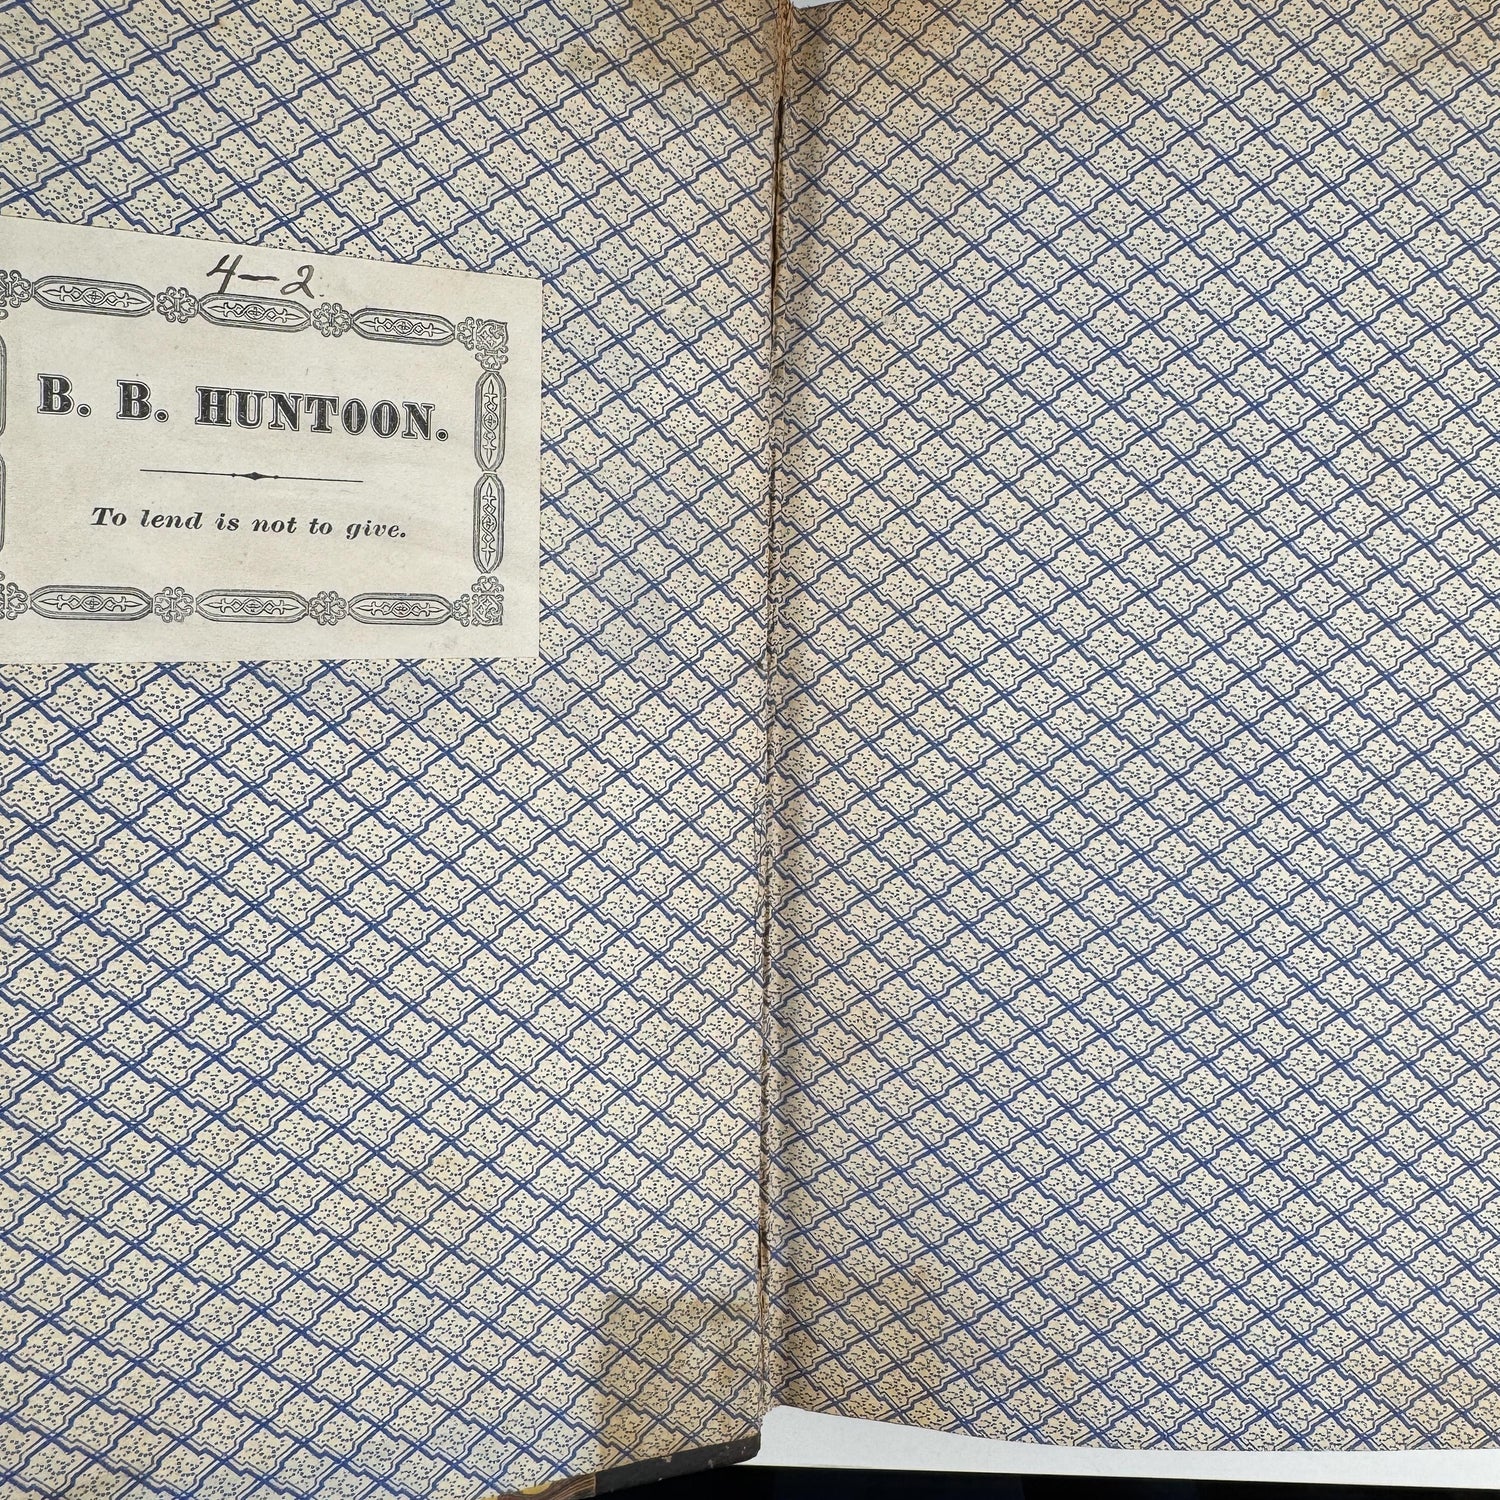 4-2.
B. B. HUNTOON.
To lend is not to give.